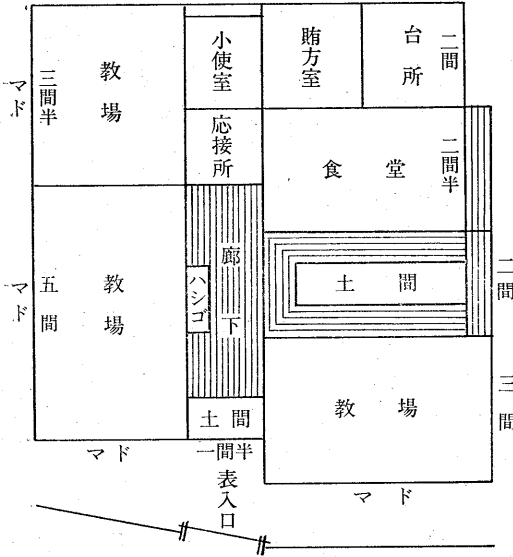 台所
二間
賄方室
小使室
教場
三間半
マド
二間半
食堂
応接所
二間
土間
廊下
ハシゴ
教場
五間
マド
三間
教場
土間
一間半
マド
マド
表入口